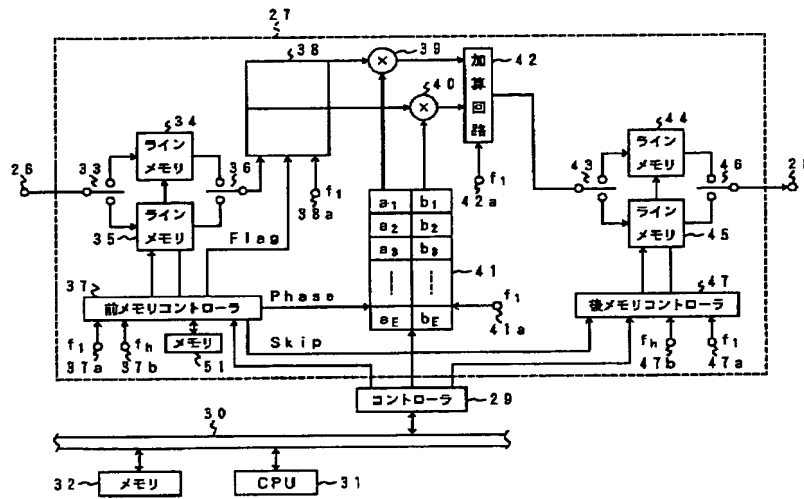 27
38
39
42
×
加算回路
40
×
34
ライン
メモリ
44
ライン
メモリ
26
33
36
43
46
28
f1
38a
f1
42a
ライン
メモリ
35
ライン
メモリ
45
Flag
a1 b1
a2 b2
a3 b3
41
aE bE
37
前メモリコントローラ
Phase
f1
41a
47
後メモリコントローラ
f1
37a
fh
37b
メモリ
51
Skip
fh
47b
f1
47a
コントローラ
29
30
32
メモリ
CPU
31